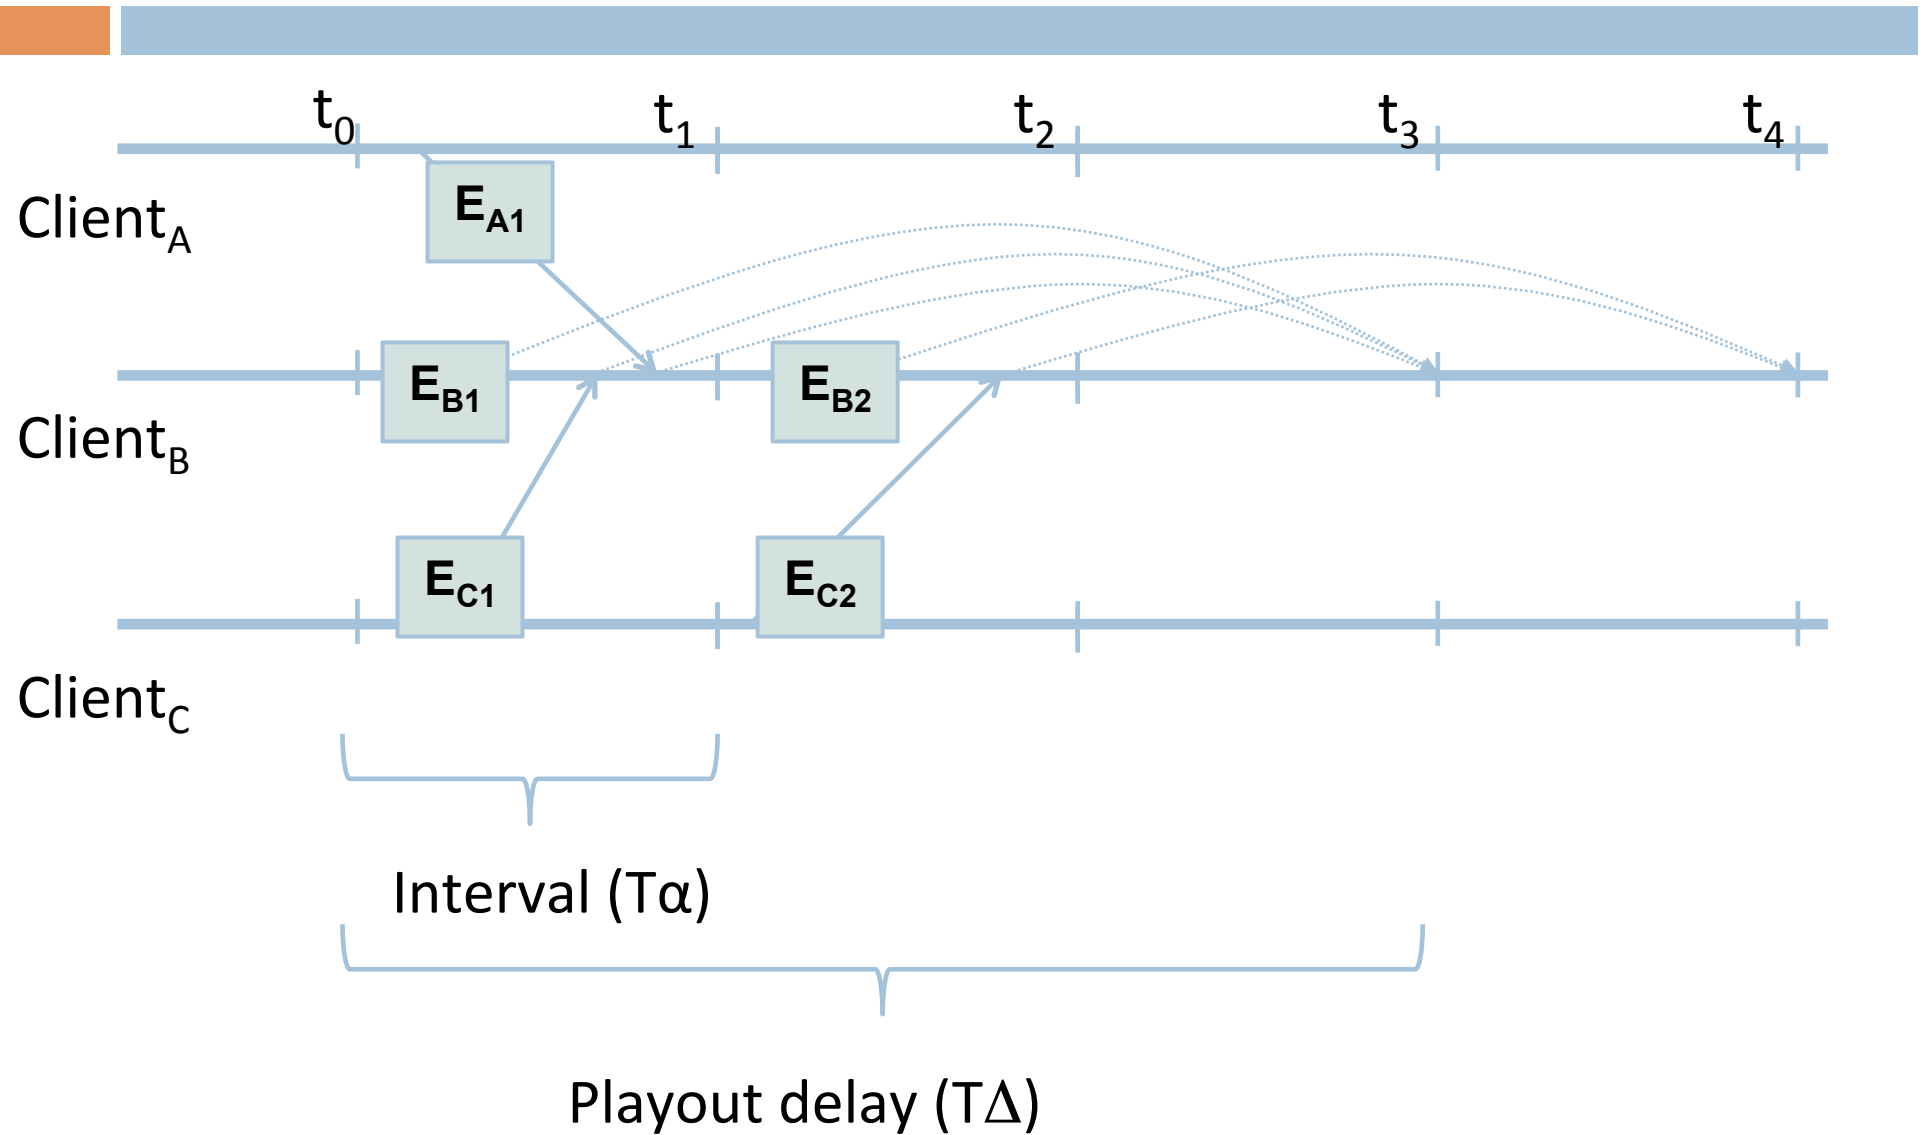 t0 t1 t2 t3 t4
ClientA
EA1
ClientB
EB1 EB2
EC1 EC2
ClientC
Interval (Tα)
Playout delay (TΔ)